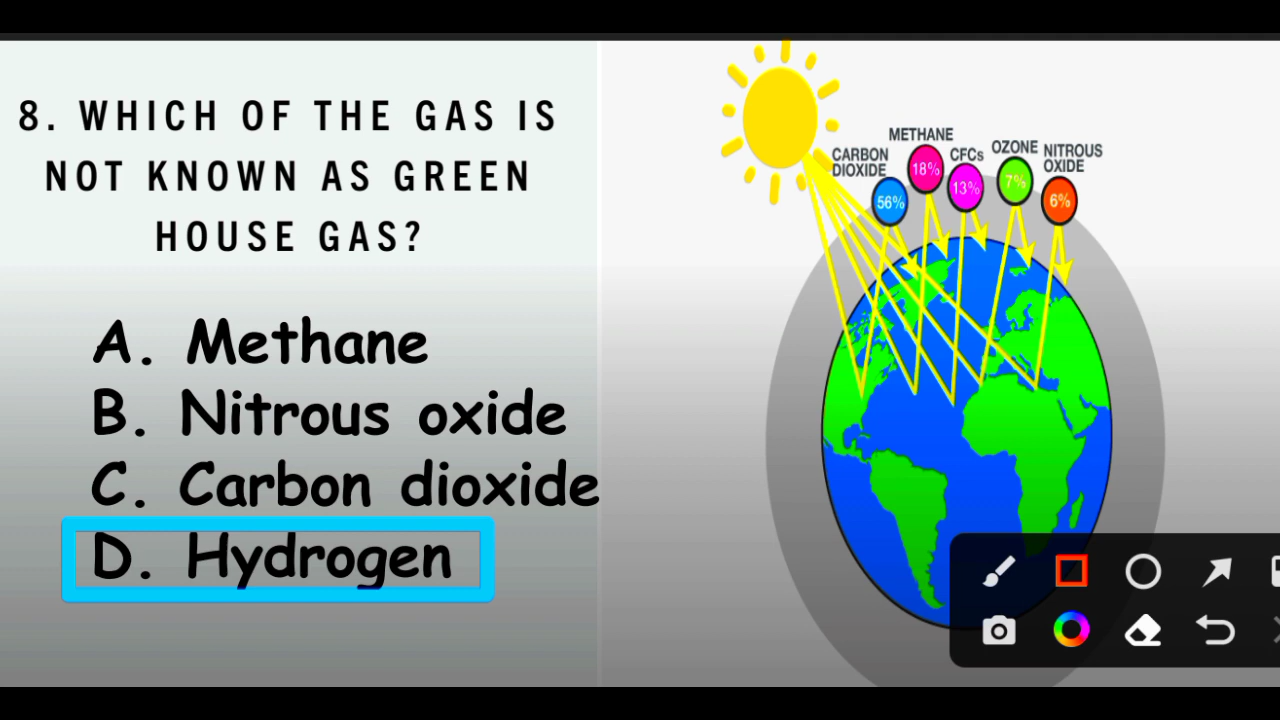 8. WHICH OF THE GAS IS
NOT KNOWN AS GREEN
HOUSE GAS?
A. Methane
B. Nitrous oxide
C. Carbon dioxide
D. Hydrogen
CARBON
DIOXIDE
56%
METHANE
18%
CFCs
13%
OZONE
7%
NITROUS
OXIDE
6%